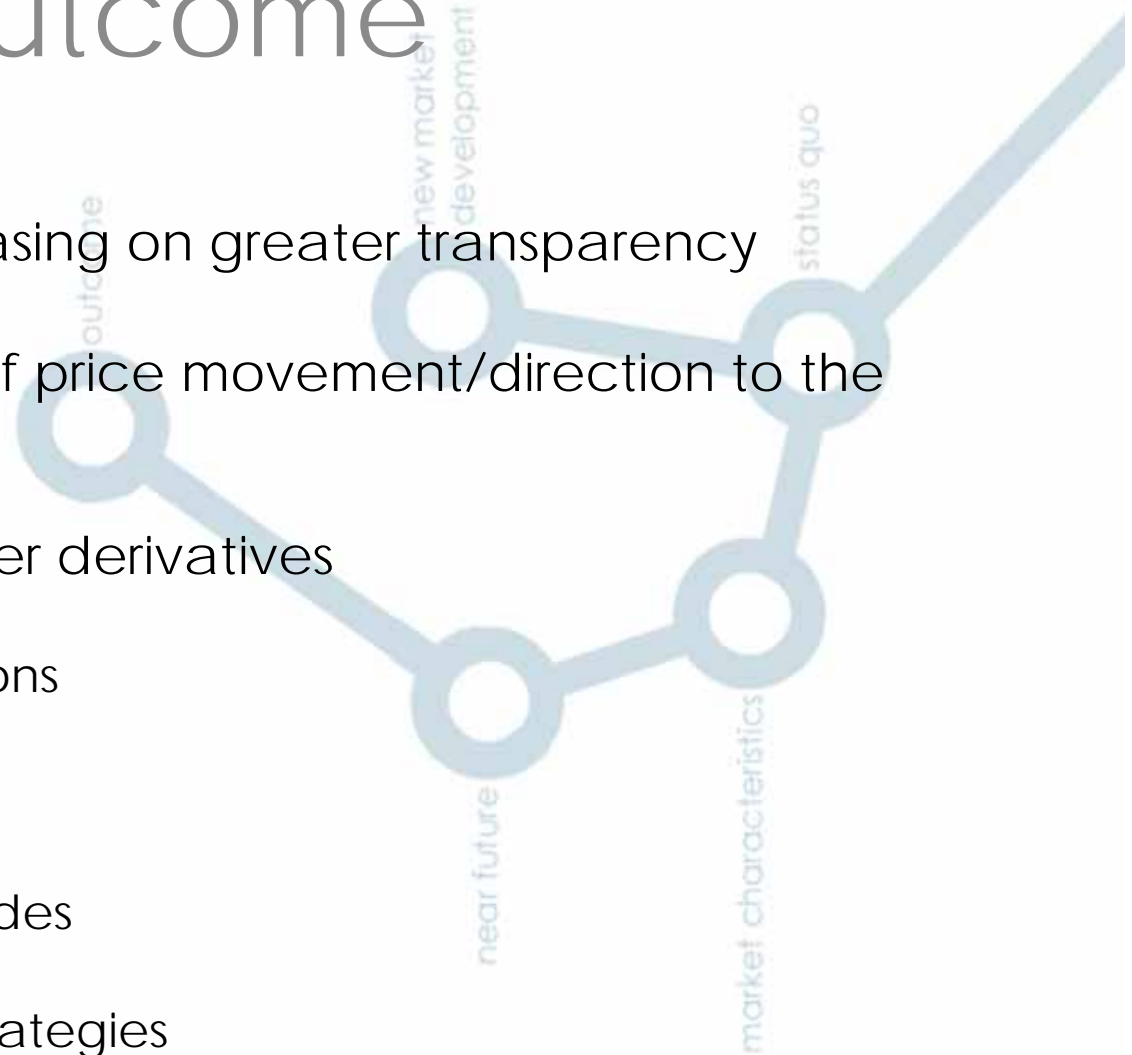 new market
development
status quo
outcome
asing on greater transparency
f price movement/direction to the
er derivatives
ons
near future
market characteristics
des
ategies